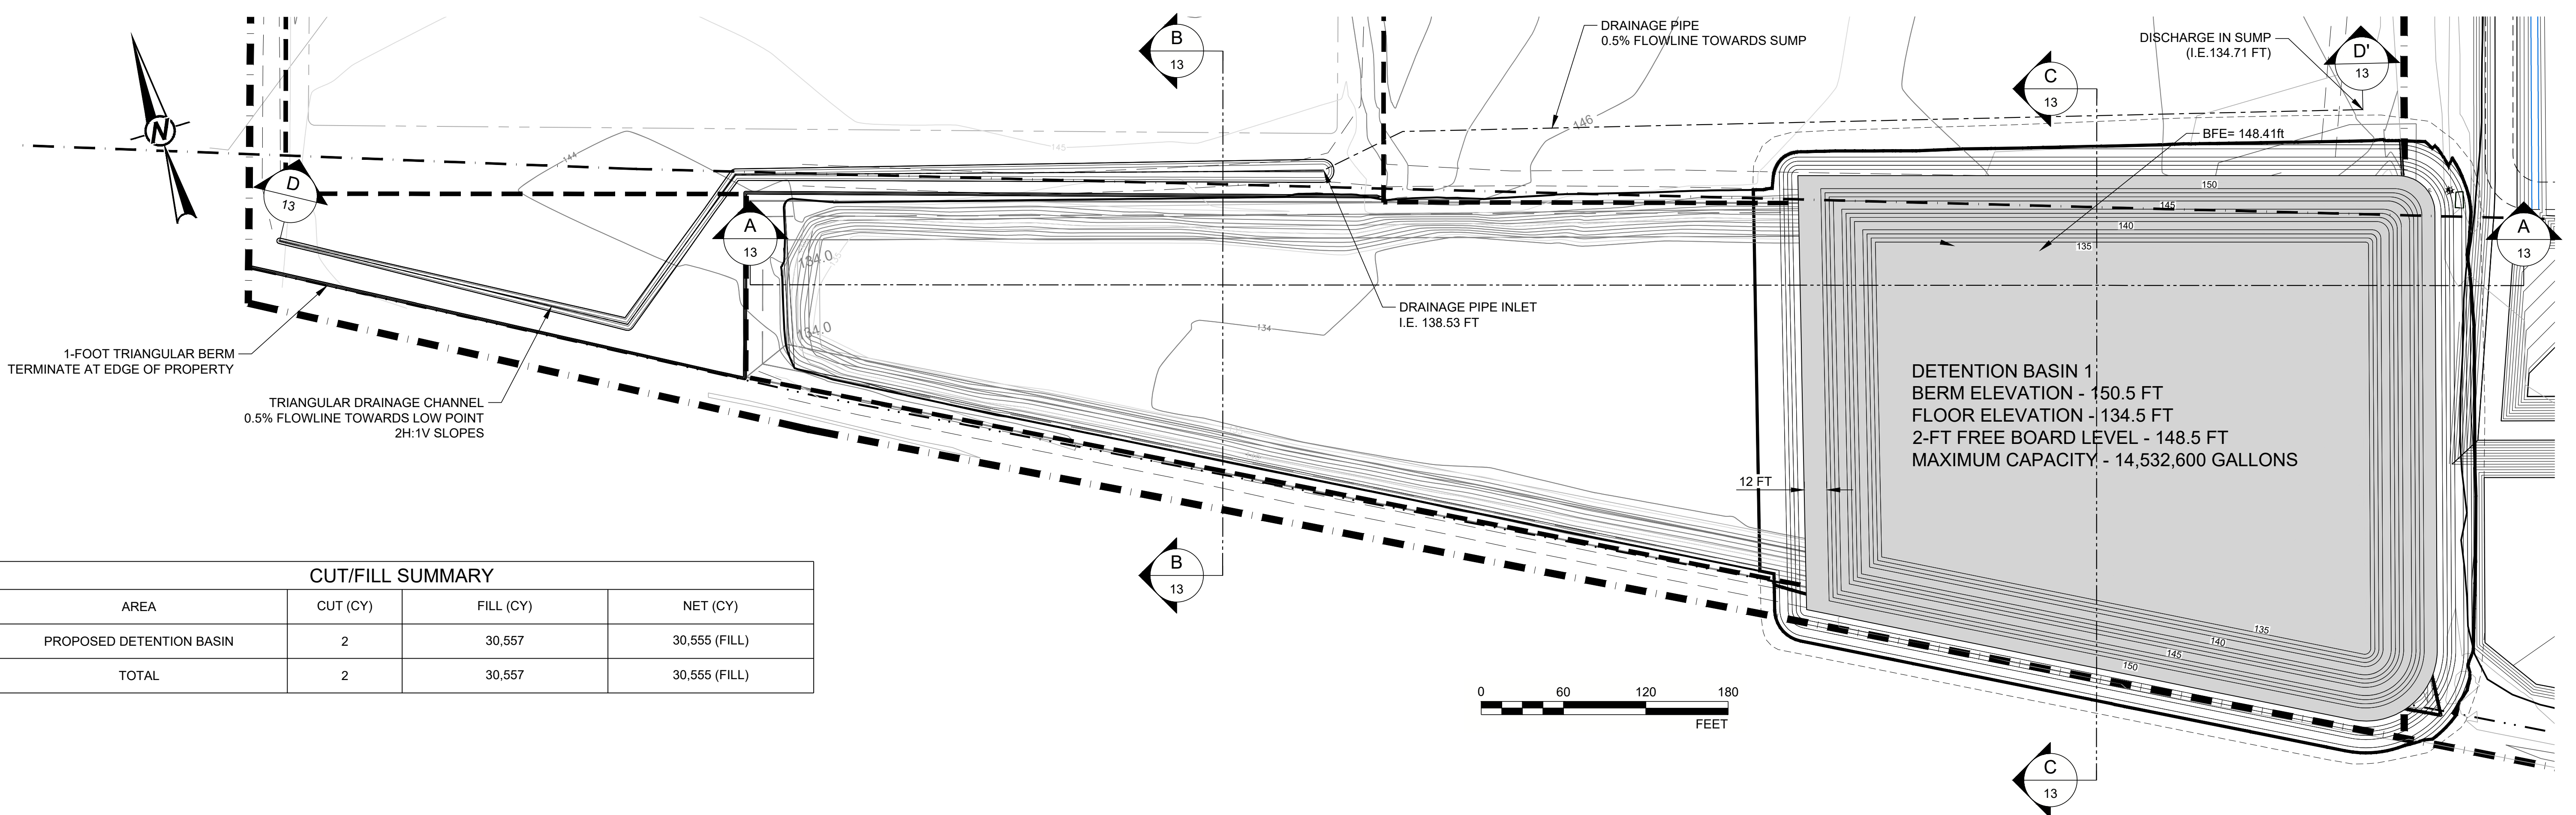 B
13
DRAINAGE PIPE
0.5% FLOWLINE TOWARDS SUMP
DISCHARGE IN SUMP
(I.E.134.71 FT)
D'
13
C
13
N
146
BFE= 148.41ft
145
144
D
13
150
145
140
135
A
13
A
13
134.0
134.0
134
DRAINAGE PIPE INLET
I.E. 138.53 FT
1-FOOT TRIANGULAR BERM
TERMINATE AT EDGE OF PROPERTY
TRIANGULAR DRAINAGE CHANNEL
0.5% FLOWLINE TOWARDS LOW POINT
2H:1V SLOPES
DETENTION BASIN 1
BERM ELEVATION - 150.5 FT
FLOOR ELEVATION - 134.5 FT
2-FT FREE BOARD LEVEL - 148.5 FT
MAXIMUM CAPACITY - 14,532,600 GALLONS
12 FT
B
13
CUT/FILL SUMMARY
AREA CUT (CY) FILL (CY) NET (CY)
PROPOSED DETENTION BASIN 2 30,557 30,555 (FILL)
TOTAL 2 30,557 30,555 (FILL)
135
140
145
150
0 60 120 180
FEET
C
13